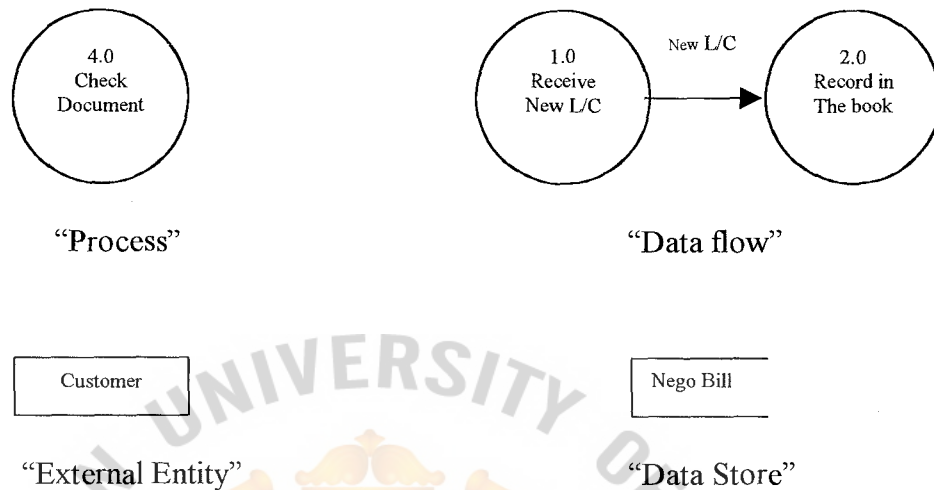 4.0
Check
Document
1.0
Receive
New L/C
New L/C
2.0
Record in
The book
“Process”
“Data flow”
Customer
Nego Bill
“External Entity”
“Data Store”
N UNIVERSITY O